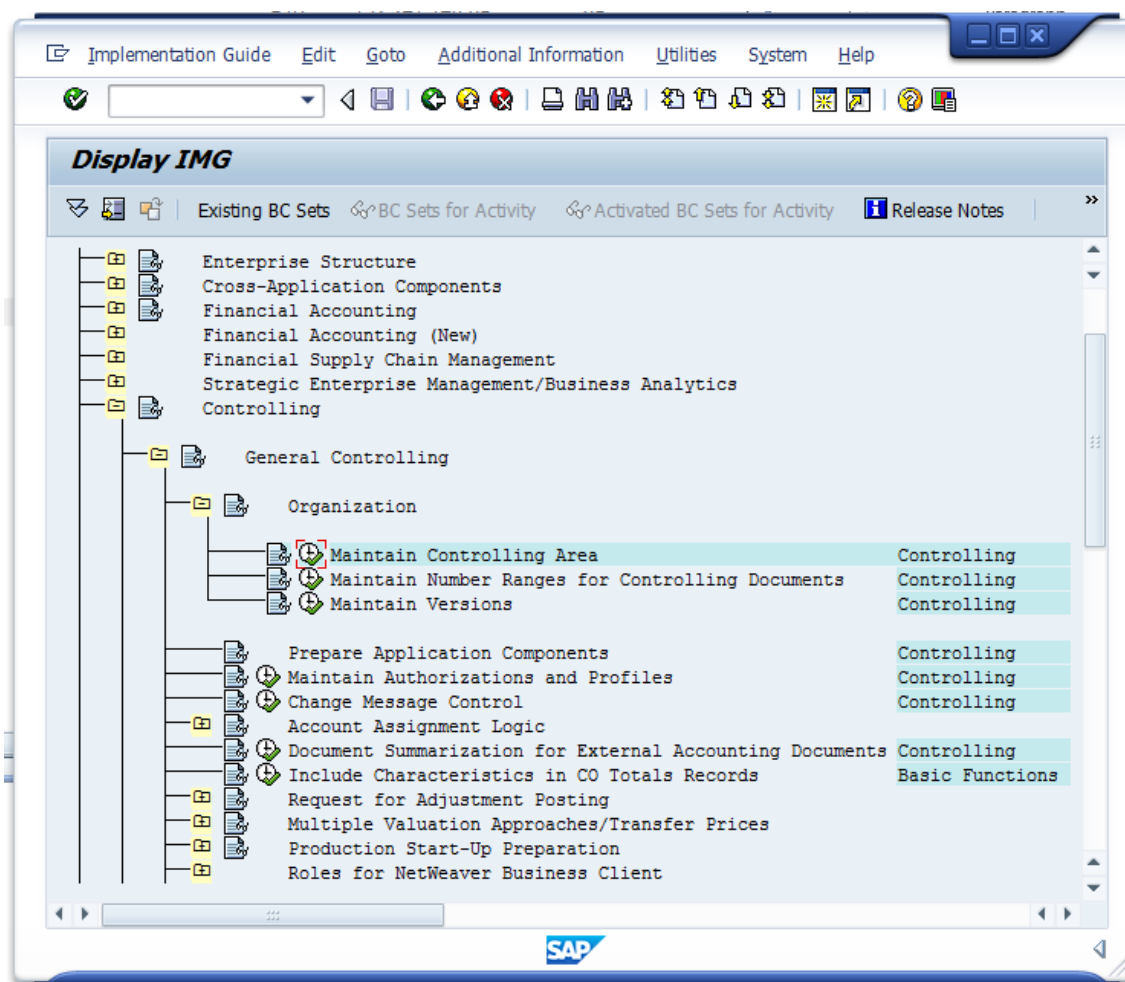 Implementation Guide Edit Goto Additional Information Utilities System Help
Display IMG
Existing BC Sets BC Sets for Activity Activated BC Sets for Activity Release Notes
Enterprise Structure
Cross-Application Components
Financial Accounting
Financial Accounting (New)
Financial Supply Chain Management
Strategic Enterprise Management/Business Analytics
Controlling
General Controlling
Organization
Maintain Controlling Area Controlling
Maintain Number Ranges for Controlling Documents Controlling
Maintain Versions Controlling
Prepare Application Components Controlling
Maintain Authorizations and Profiles Controlling
Change Message Control Controlling
Account Assignment Logic
Document Summarization for External Accounting Documents Controlling
Include Characteristics in CO Totals Records Basic Functions
Request for Adjustment Posting
Multiple Valuation Approaches/Transfer Prices
Production Start-Up Preparation
Roles for NetWeaver Business Client
SAP